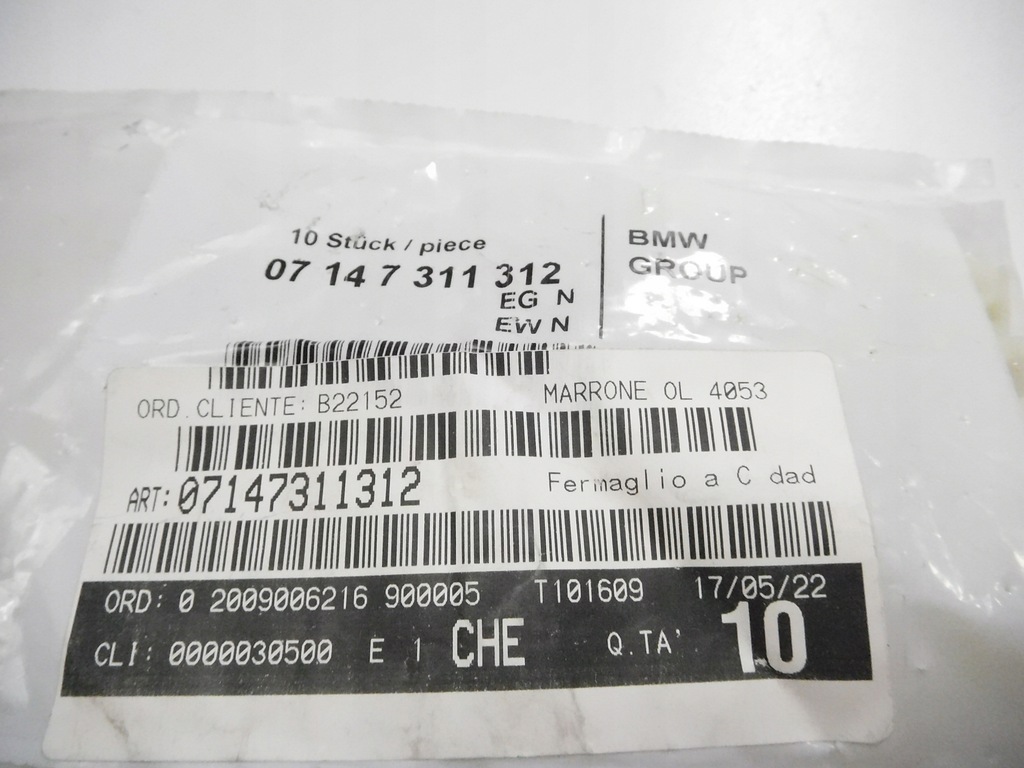 10 Stück / piece
07 14 7 311 312
EG N
EW N
BMW
GROUP
ORD.CLIENTE: B22152 MARRONE OL 4053
ART: 07147311312 Fermaglio a C dad
ORD: 0 2009006216 900005 T101609 17/05/22
CLI: 0000030500 E 1 CHE Q.TA' 10